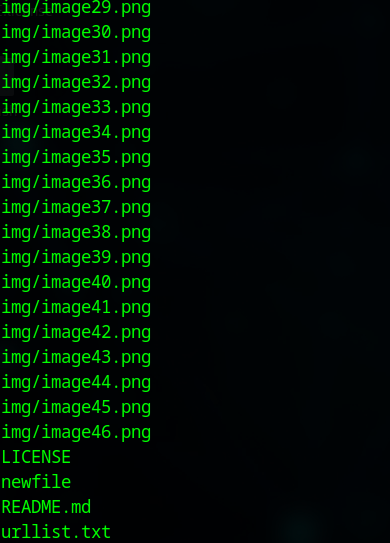 img/image29.png
img/image30.png
img/image31.png
img/image32.png
img/image33.png
img/image34.png
img/image35.png
img/image36.png
img/image37.png
img/image38.png
img/image39.png
img/image40.png
img/image41.png
img/image42.png
img/image43.png
img/image44.png
img/image45.png
img/image46.png
LICENSE
newfile
README.md
urllist.txt